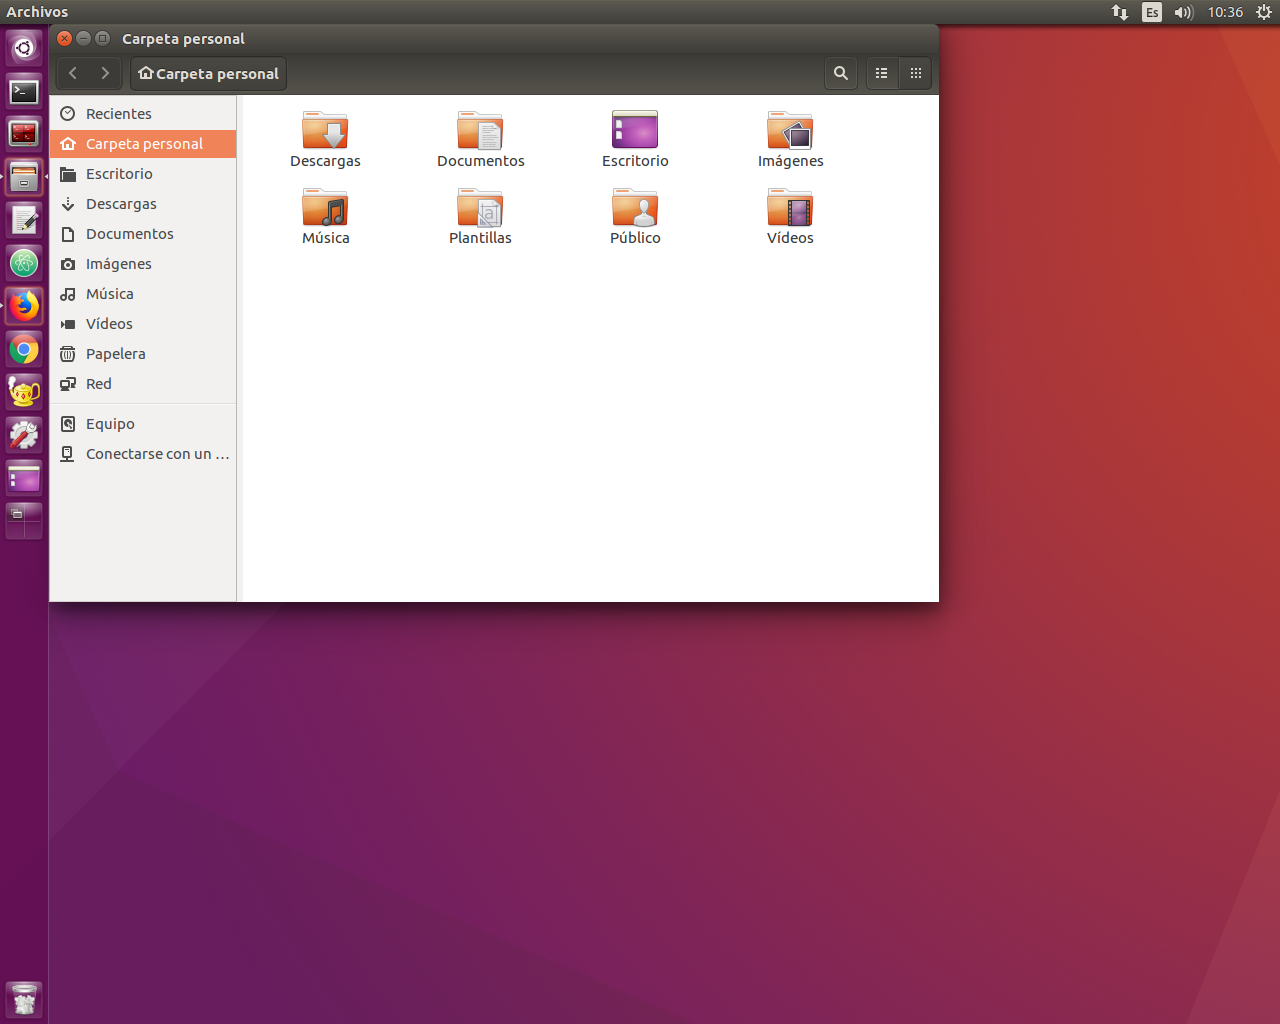 Archivos
Es
10:36
Carpeta personal
Carpeta personal
Recientes
Carpeta personal
Escritorio
Descargas
Documentos
Imágenes
Música
Vídeos
Papelera
Red
Equipo
Conectarse con un ...
Descargas
Documentos
Escritorio
Imágenes
Música
Plantillas
Público
Vídeos